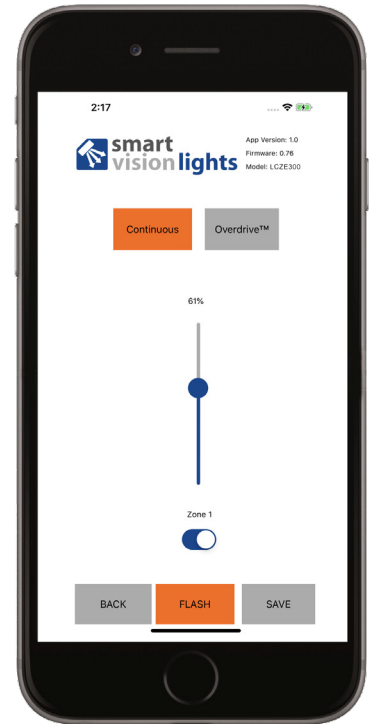 2:17
smart
vision lights
App Version: 1.0
Firmware: 0.76
Model: LCZE300
Continuous
Overdrive™
61%
Zone 1
BACK
FLASH
SAVE